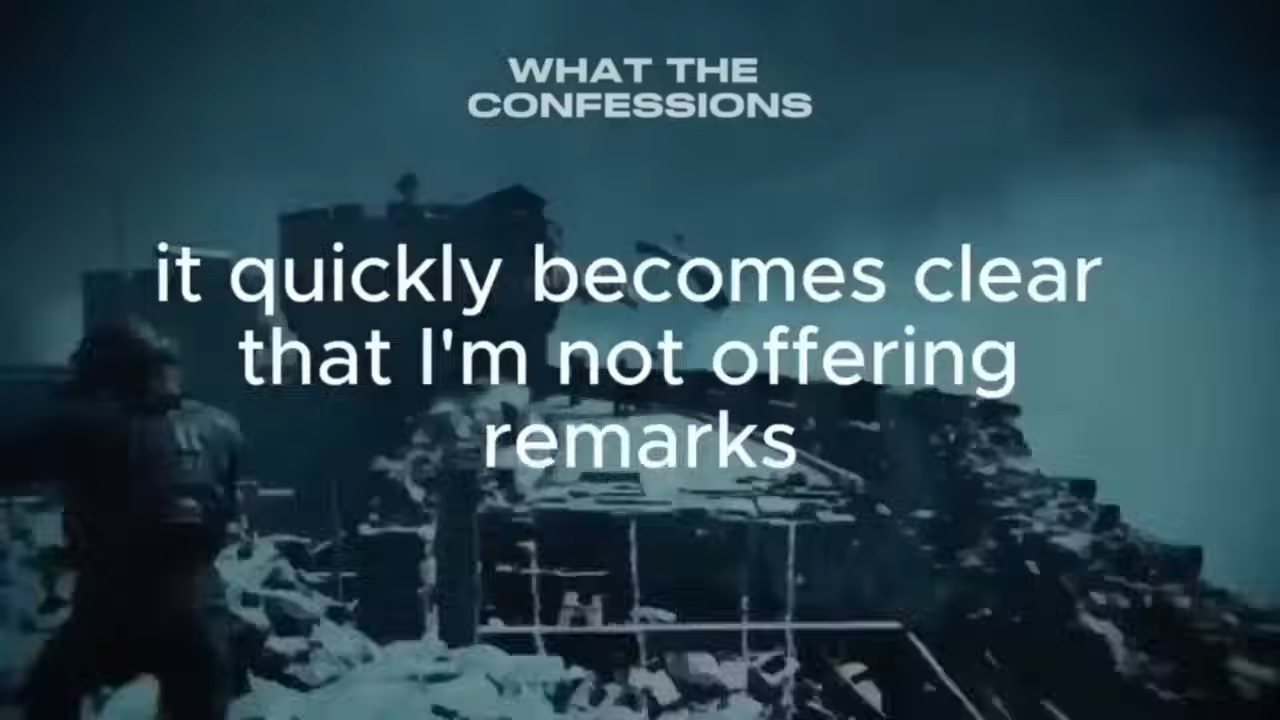 WHAT THE
CONFESSIONS
it quickly becomes clear
that I'm not offering
remarks